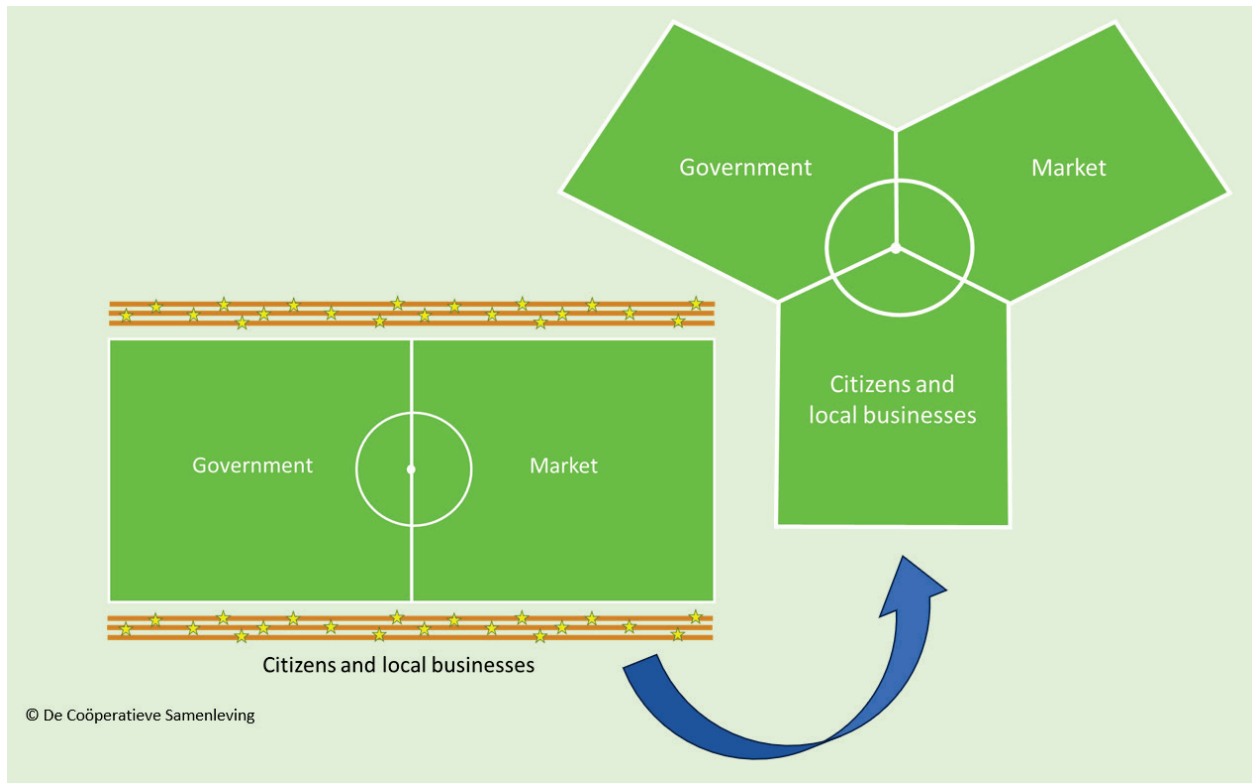 Government
Market
Citizens and
local businesses
Government
Market
Citizens and local businesses
© De Coöperatieve Samenleving